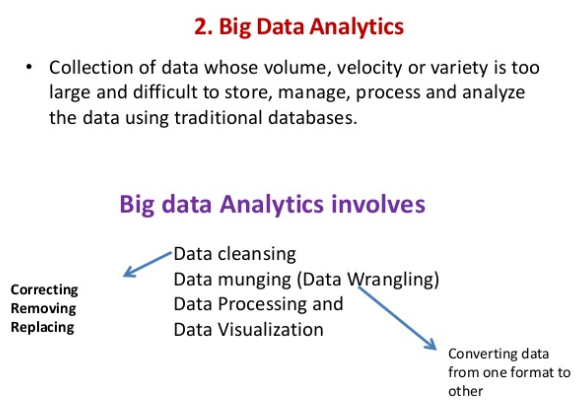 2. Big Data Analytics
• Collection of data whose volume, velocity or variety is too
large and difficult to store, manage, process and analyze
the data using traditional databases.
Big data Analytics involves
Data cleansing
Data munging (Data Wrangling)
Data Processing and
Data Visualization
Correcting
Removing
Replacing
Converting data
from one format to
other